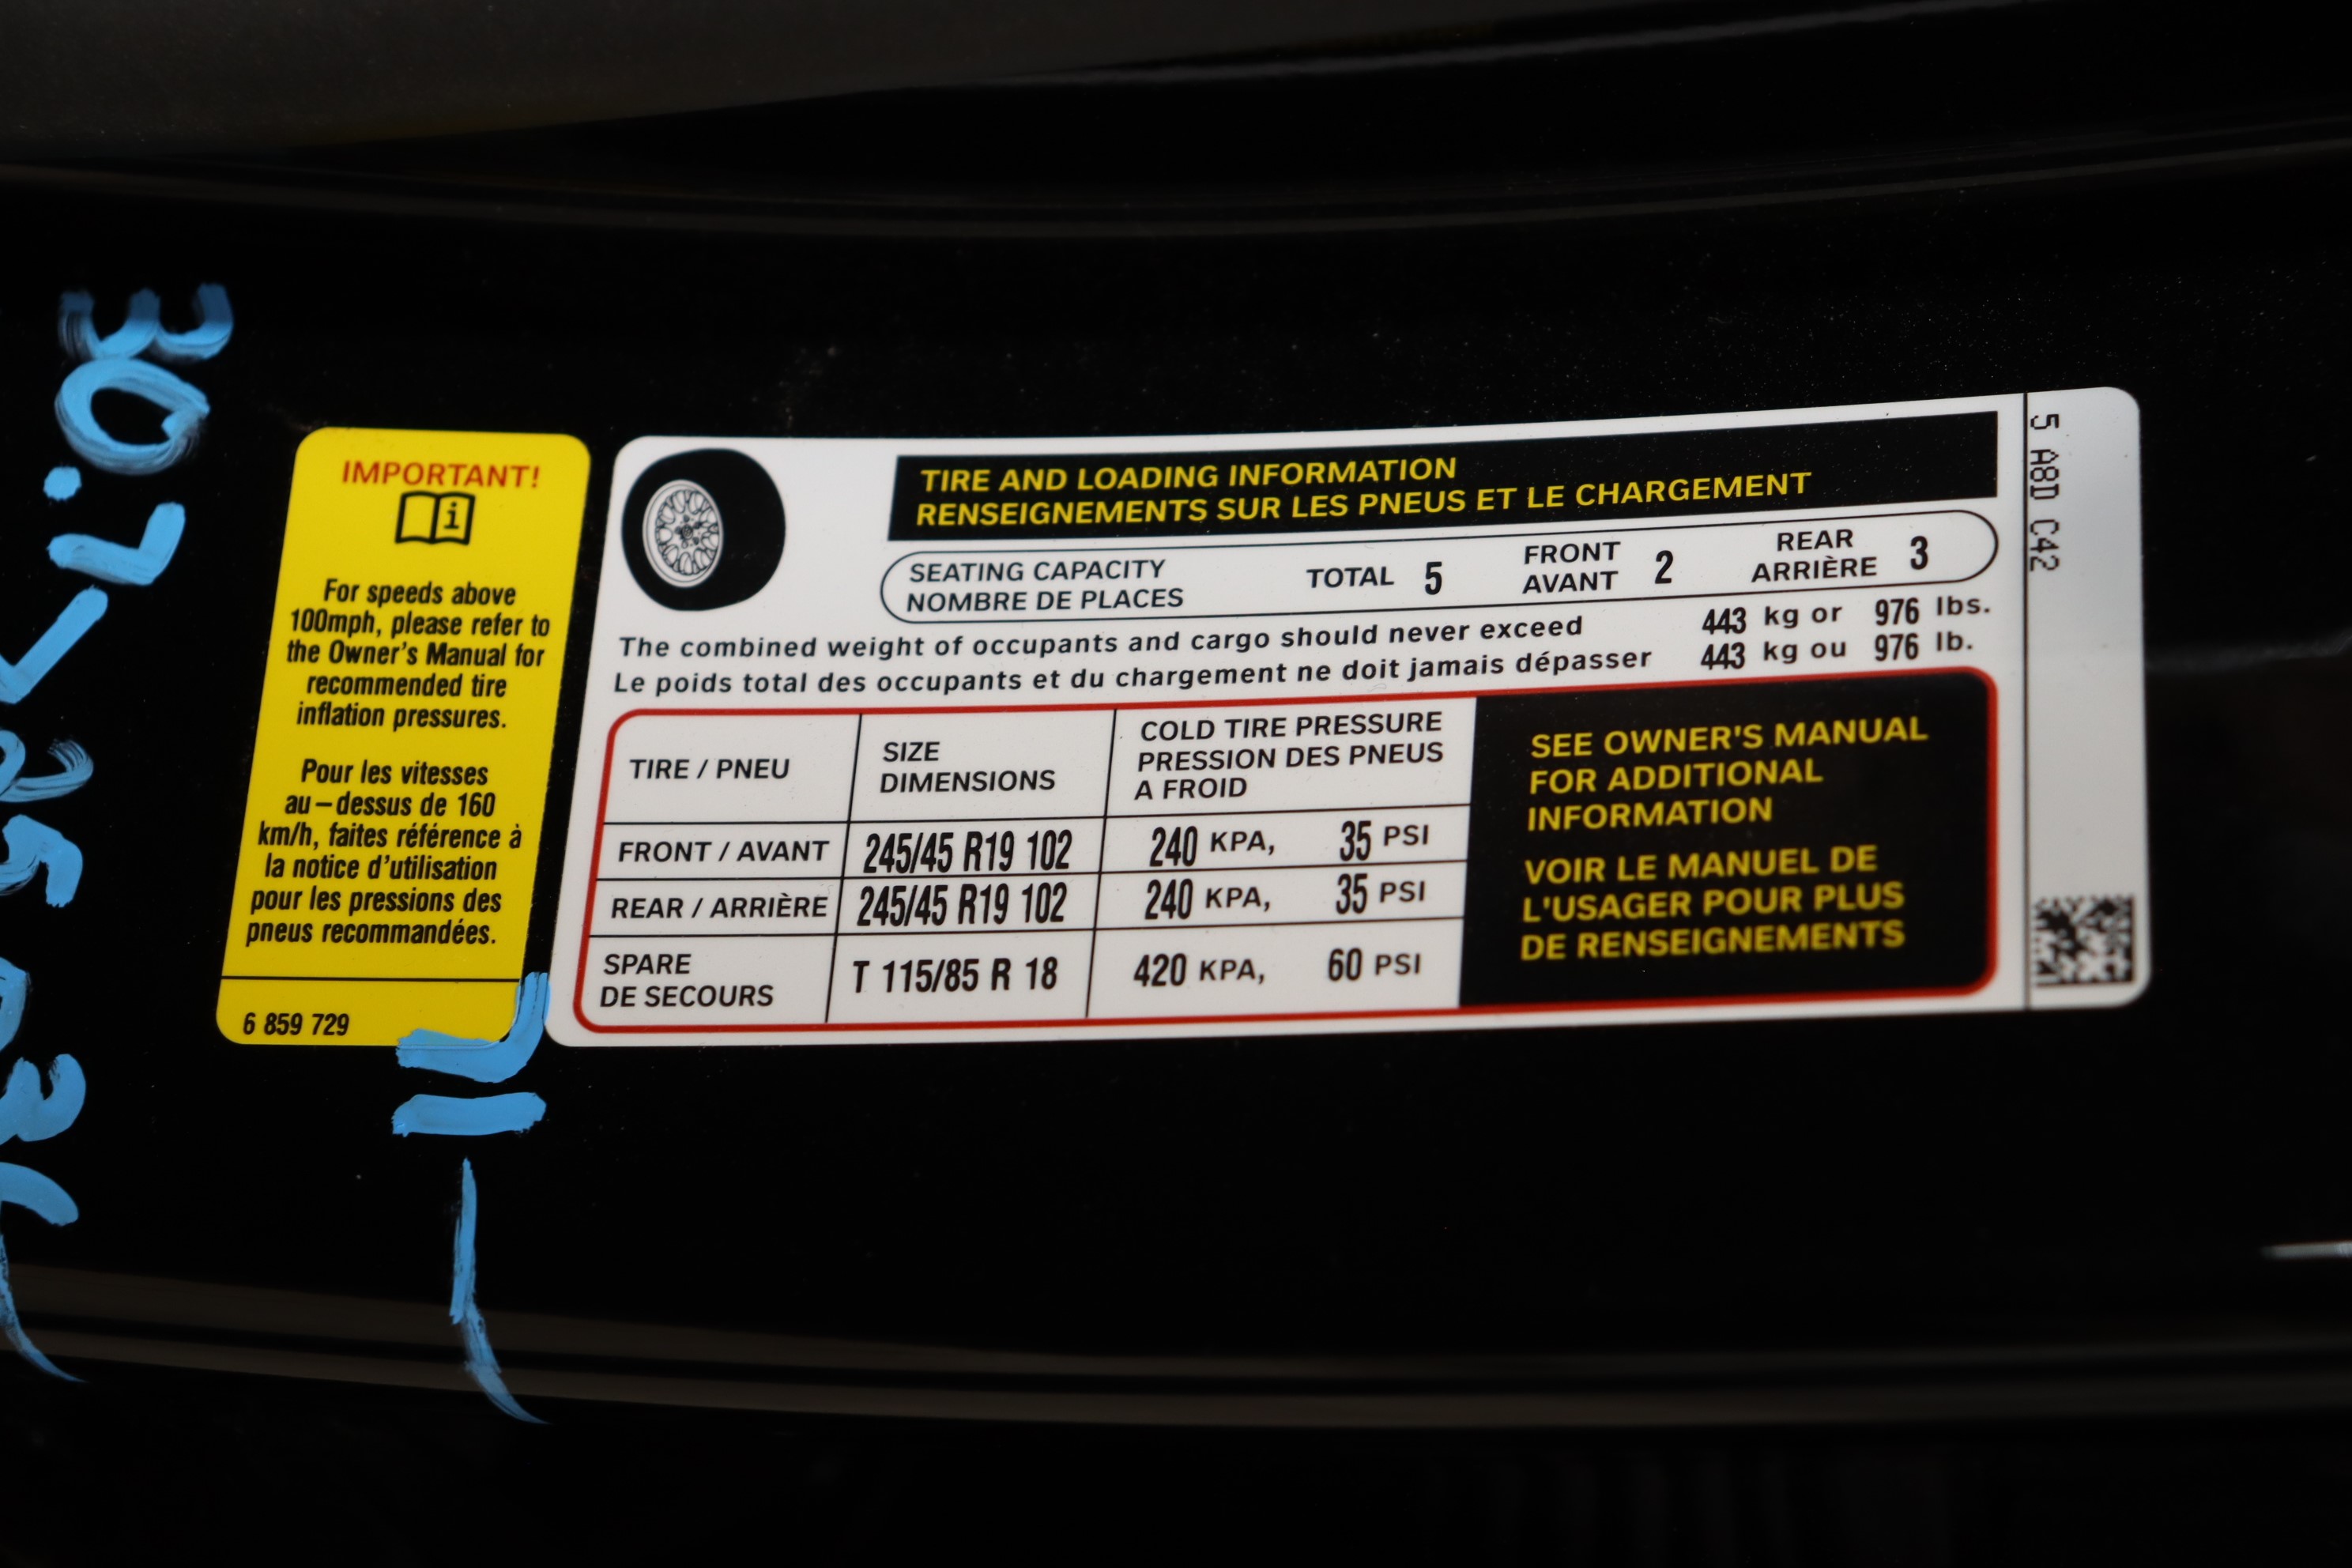 IMPORTANT!
For speeds above
100mph, please refer to
the Owner's Manual for
recommended tire
inflation pressures.
Pour les vitesses
au–dessus de 160
km/h, faites référence à
la notice d'utilisation
pour les pressions des
pneus recommandées.
6 859 729
TIRE AND LOADING INFORMATION
RENSEIGNEMENTS SUR LES PNEUS ET LE CHARGEMENT
SEATING CAPACITY
NOMBRE DE PLACES
TOTAL 5
FRONT
AVANT 2
REAR
ARRIÈRE 3
The combined weight of occupants and cargo should never exceed 443 kg or 976 lbs.
Le poids total des occupants et du chargement ne doit jamais dépasser 443 kg ou 976 lb.
TIRE / PNEU
SIZE
DIMENSIONS
COLD TIRE PRESSURE
PRESSION DES PNEUS
A FROID
FRONT / AVANT 245/45 R19 102 240 KPA, 35 PSI
REAR / ARRIÈRE 245/45 R19 102 240 KPA, 35 PSI
SPARE
DE SECOURS
T 115/85 R 18 420 KPA, 60 PSI
SEE OWNER'S MANUAL
FOR ADDITIONAL
INFORMATION
VOIR LE MANUEL DE
L'USAGER POUR PLUS
DE RENSEIGNEMENTS
5 A8D C42